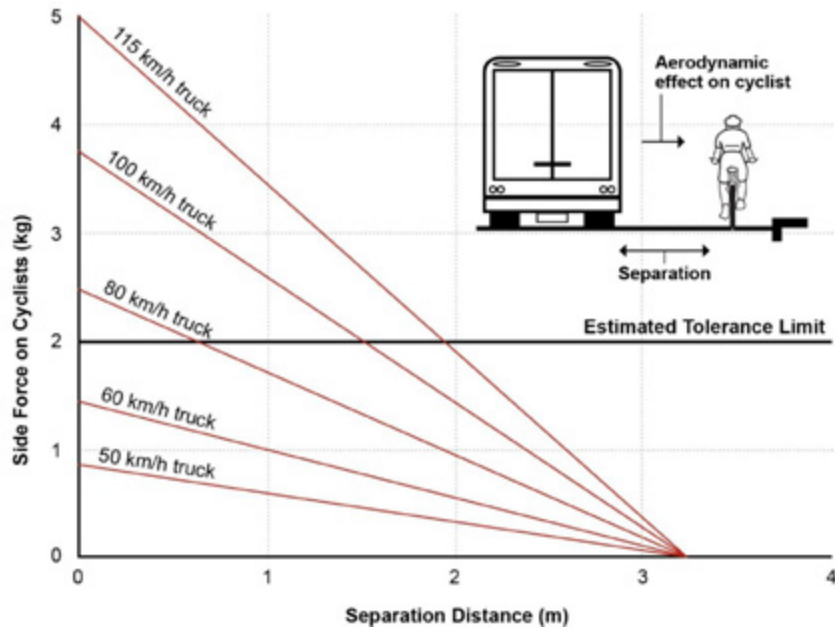 5
115 km/h truck
Aerodynamic
effect on cyclist
4
100 km/h truck
3
Separation
80 km/h truck
Estimated Tolerance Limit
2
60 km/h truck
1
50 km/h truck
0
0 1 2 3 4
Side Force on Cyclists (kg)
Separation Distance (m)